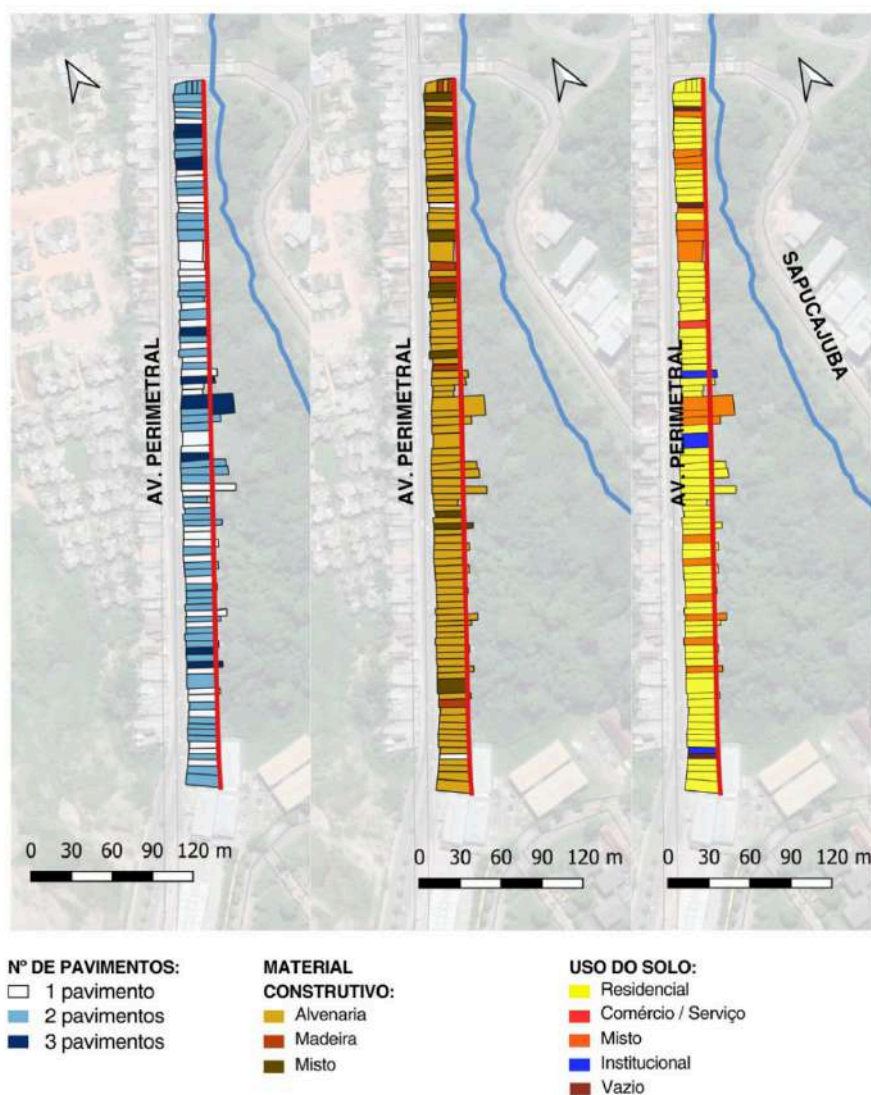 SAPUCAJUBA
AV. PERIMETRAL
AV. PERIMETRAL
AV. PERIMETRAL
0 30 60 90 120 m
0 30 60 90 120 m
0 30 60 90 120 m
Nº DE PAVIMENTOS:
1 pavimento
2 pavimentos
3 pavimentos
MATERIAL
CONSTRUTIVO:
Alvenaria
Madeira
Misto
USO DO SOLO:
Residencial
Comércio / Serviço
Misto
Institucional
Vazio